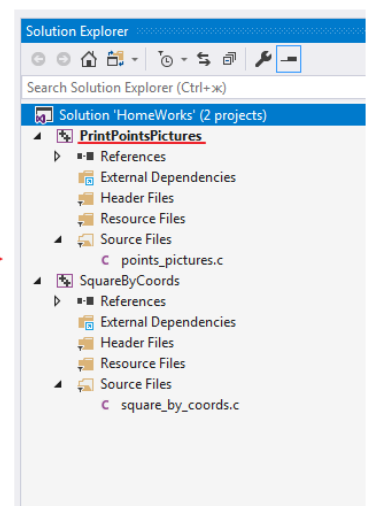 Solution Explorer
Search Solution Explorer (Ctrl+ж)
Solution 'HomeWorks' (2 projects)
PrintPointsPictures
References
External Dependencies
Header Files
Resource Files
Source Files
C points_pictures.c
SquareByCoords
References
External Dependencies
Header Files
Resource Files
Source Files
C square_by_coords.c